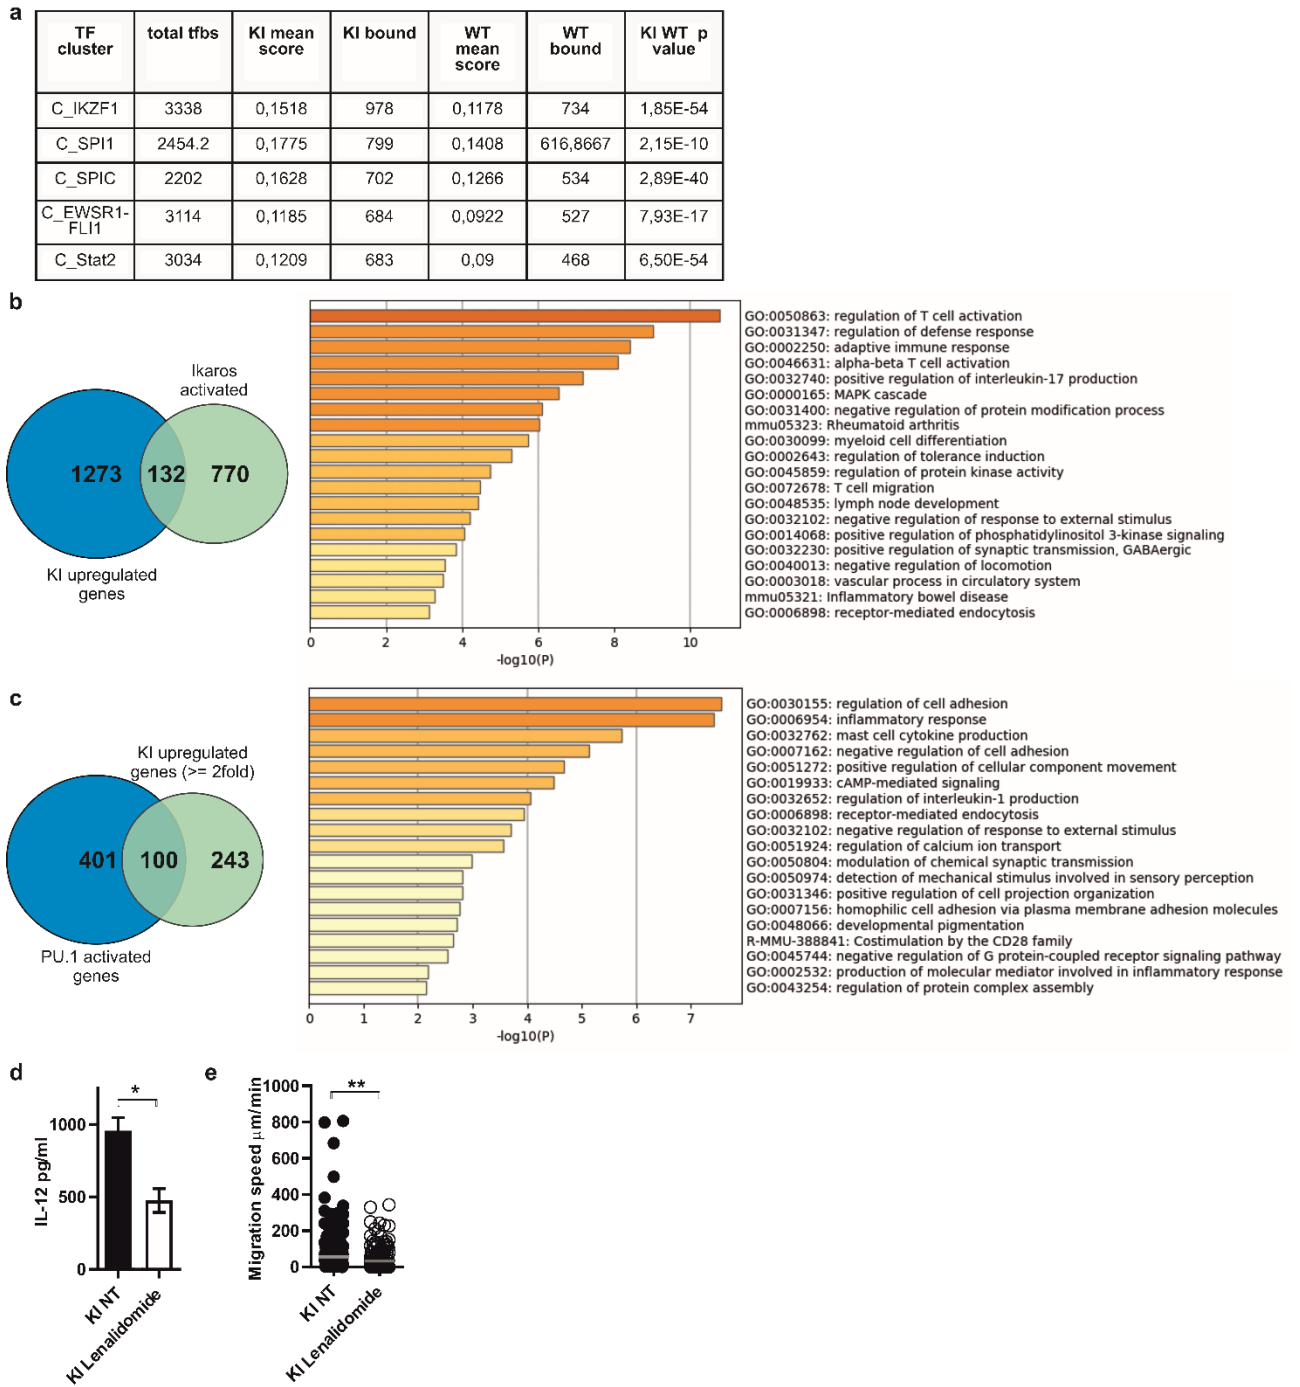 a
TF cluster	total tfbs	KI mean score	KI bound	WT mean score	WT bound	KI WT p value
C_IKZF1	3338	0,1518	978	0,1178	734	1,85E-54
C_SPI1	2454.2	0,1775	799	0,1408	616,8667	2,15E-10
C_SPIC	2202	0,1628	702	0,1266	534	2,89E-40
C_EWSR1-FLI1	3114	0,1185	684	0,0922	527	7,93E-17
C_Stat2	3034	0,1209	683	0,09	468	6,50E-54
b
Ikaros
activated
1273 132 770
KI upregulated
genes
GO:0050863: regulation of T cell activation
GO:0031347: regulation of defense response
GO:0002250: adaptive immune response
GO:0046631: alpha-beta T cell activation
GO:0032740: positive regulation of interleukin-17 production
GO:0000165: MAPK cascade
GO:0031400: negative regulation of protein modification process
mmu05323: Rheumatoid arthritis
GO:0030099: myeloid cell differentiation
GO:0002643: regulation of tolerance induction
GO:0045859: regulation of protein kinase activity
GO:0072678: T cell migration
GO:0048535: lymph node development
GO:0032102: negative regulation of response to external stimulus
GO:0014068: positive regulation of phosphatidylinositol 3-kinase signaling
GO:0032230: positive regulation of synaptic transmission, GABAergic
GO:0040013: negative regulation of locomotion
GO:0003018: vascular process in circulatory system
mmu05321: Inflammatory bowel disease
GO:0006898: receptor-mediated endocytosis
0 2 4 6 8 10
-log10(P)
c
KI upregulated
genes (>= 2fold)
401 100 243
PU.1 activated
genes
GO:0030155: regulation of cell adhesion
GO:0006954: inflammatory response
GO:0032762: mast cell cytokine production
GO:0007162: negative regulation of cell adhesion
GO:0051272: positive regulation of cellular component movement
GO:0019933: cAMP-mediated signaling
GO:0032652: regulation of interleukin-1 production
GO:0006898: receptor-mediated endocytosis
GO:0032102: negative regulation of response to external stimulus
GO:0051924: regulation of calcium ion transport
GO:0050804: modulation of chemical synaptic transmission
GO:0050974: detection of mechanical stimulus involved in sensory perception
GO:0031346: positive regulation of cell projection organization
GO:0007156: homophilic cell adhesion via plasma membrane adhesion molecules
GO:0048066: developmental pigmentation
R-MMU-388841: Costimulation by the CD28 family
GO:0045744: negative regulation of G protein-coupled receptor signaling pathway
GO:0002532: production of molecular mediator involved in inflammatory response
GO:0043254: regulation of protein complex assembly
0 1 2 3 4 5 6 7
-log10(P)
d
*
IL-12 pg/ml
1000
500
0
KI NT
KI Lenalidomide
e
**
Migration speed μm/min
1000
800
600
400
200
0
KI NT
KI Lenalidomide